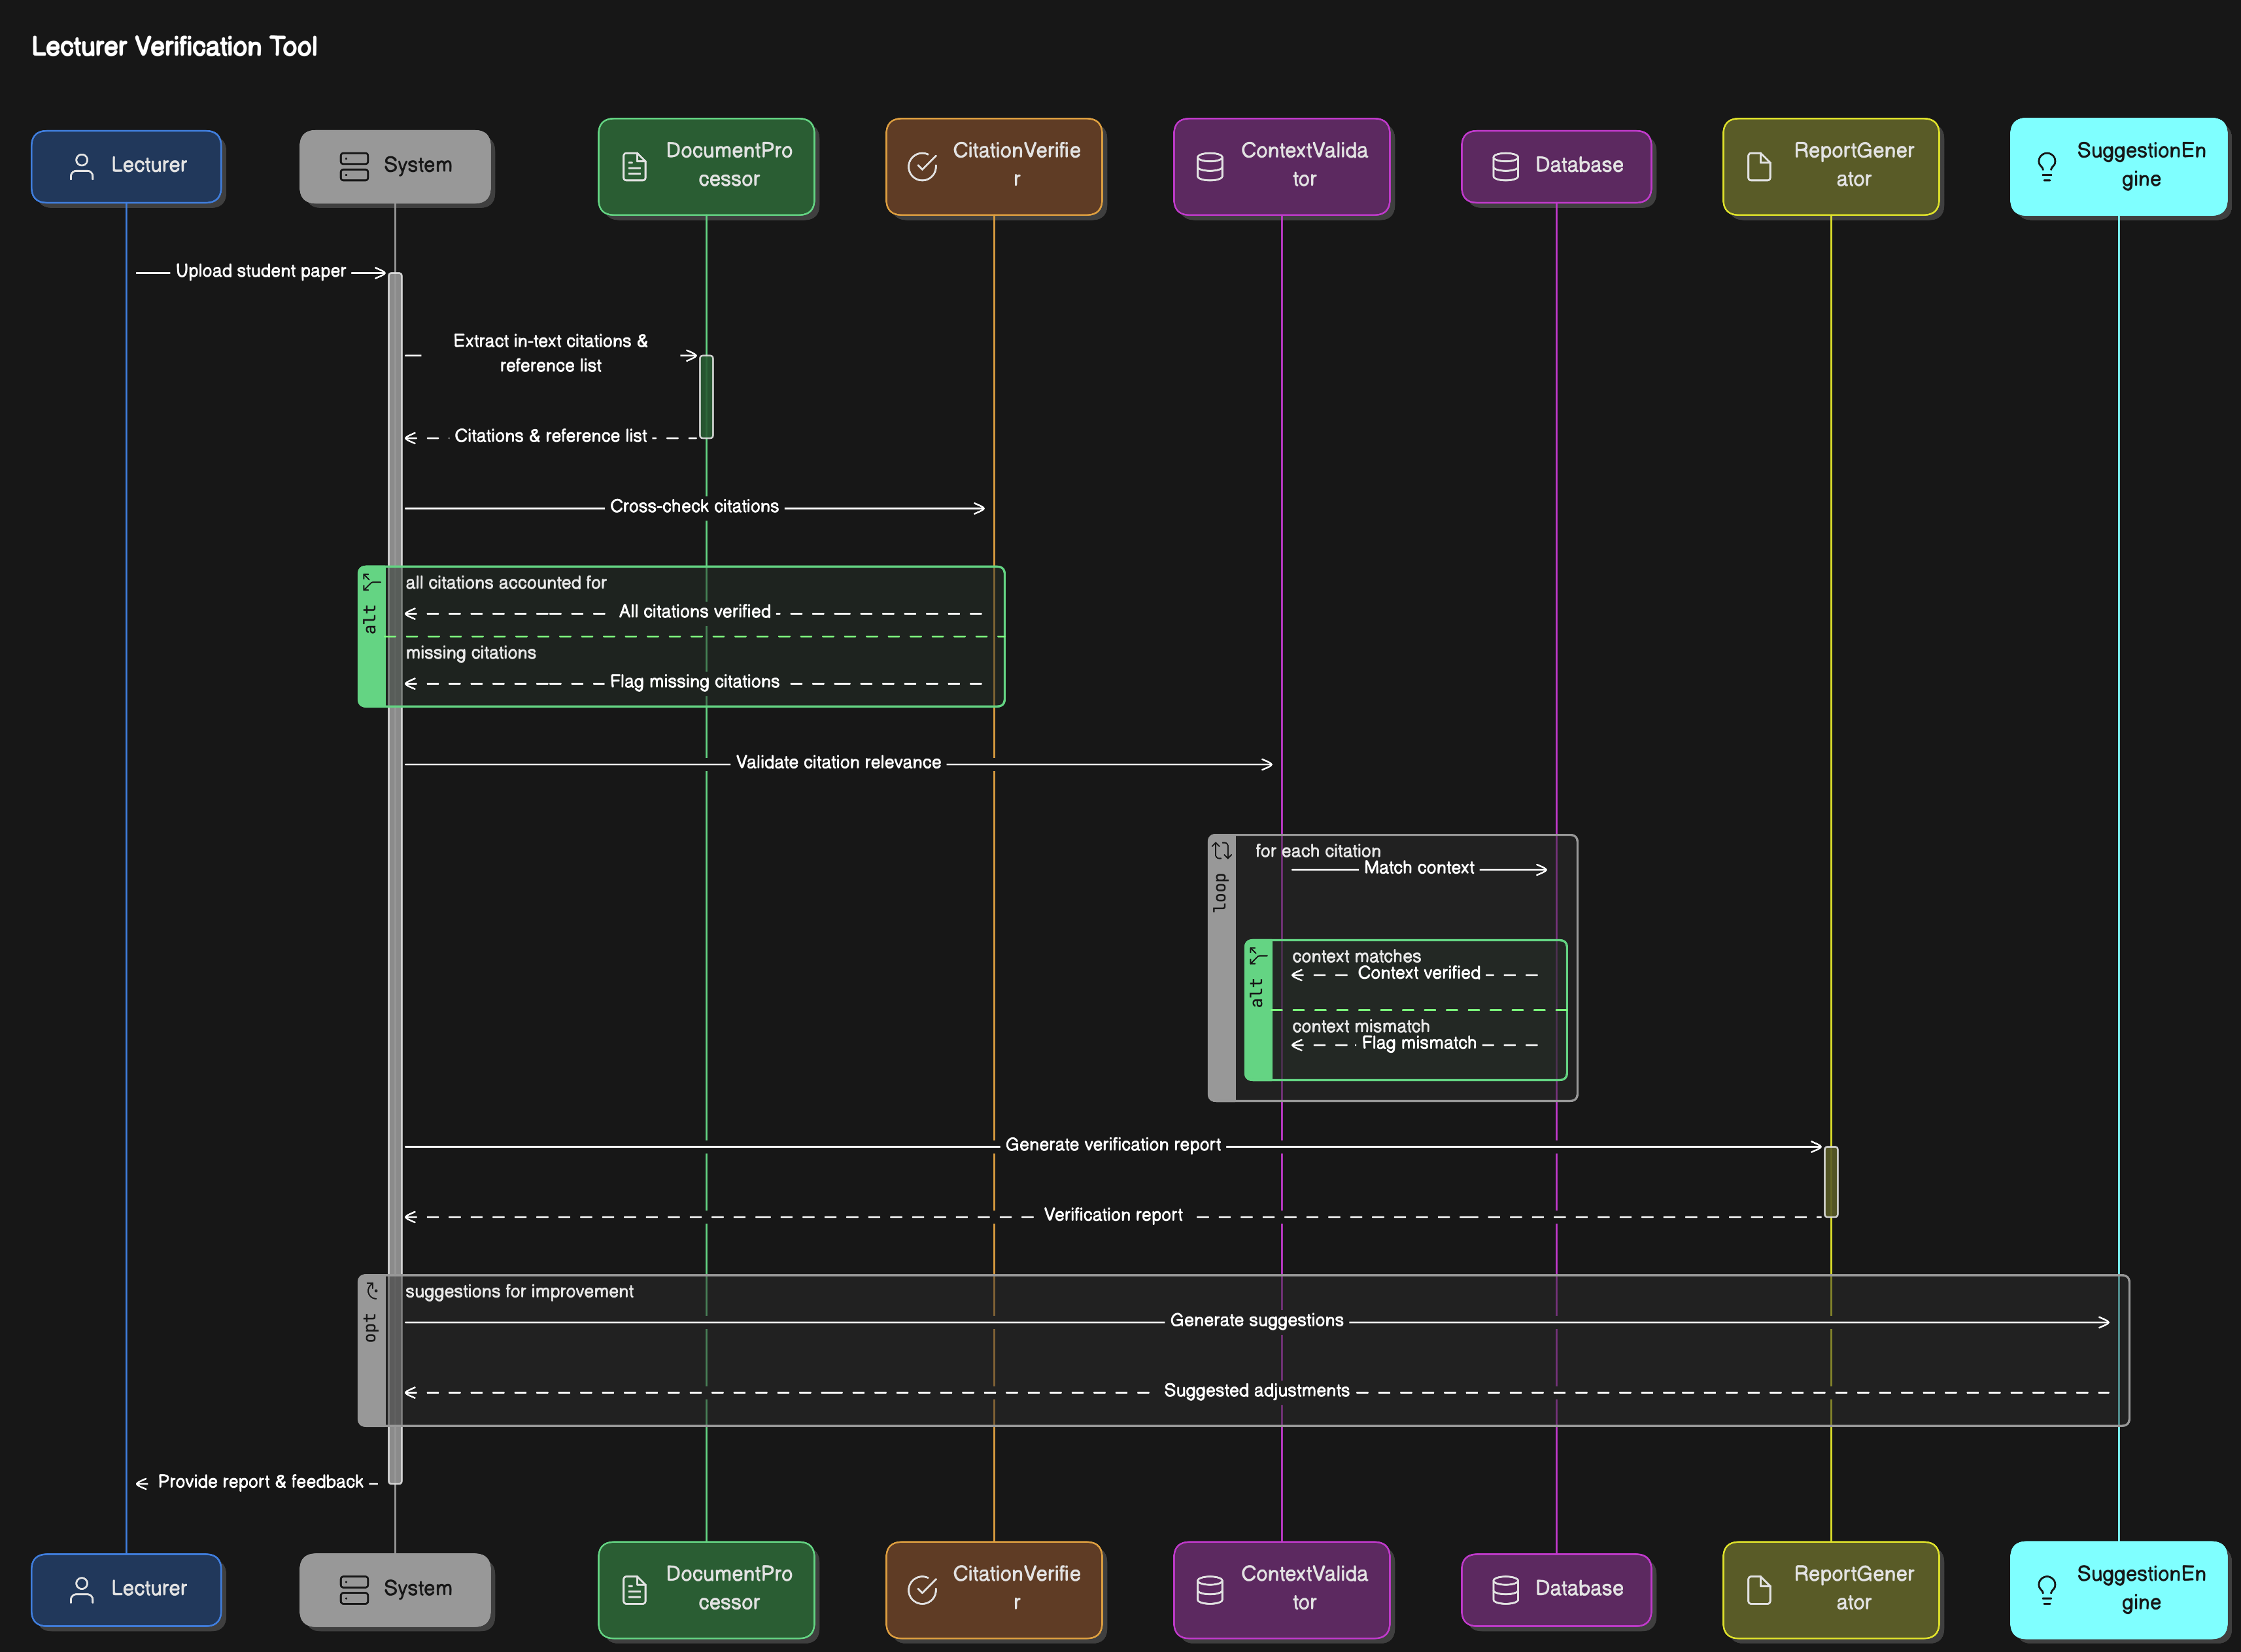 Lecturer Verification Tool
Lecturer
System
DocumentPro
cessor
CitationVerifie
r
ContextValida
tor
Database
ReportGener
ator
SuggestionEn
gine
Upload student paper
Extract in-text citations &
reference list
Citations & reference list
Cross-check citations
alt
all citations accounted for
All citations verified
missing citations
Flag missing citations
Validate citation relevance
loop
for each citation
Match context
alt
context matches
Context verified
context mismatch
Flag mismatch
Generate verification report
Verification report
opt
suggestions for improvement
Generate suggestions
Suggested adjustments
Provide report & feedback
Lecturer
System
DocumentPro
cessor
CitationVerifie
r
ContextValida
tor
Database
ReportGener
ator
SuggestionEn
gine